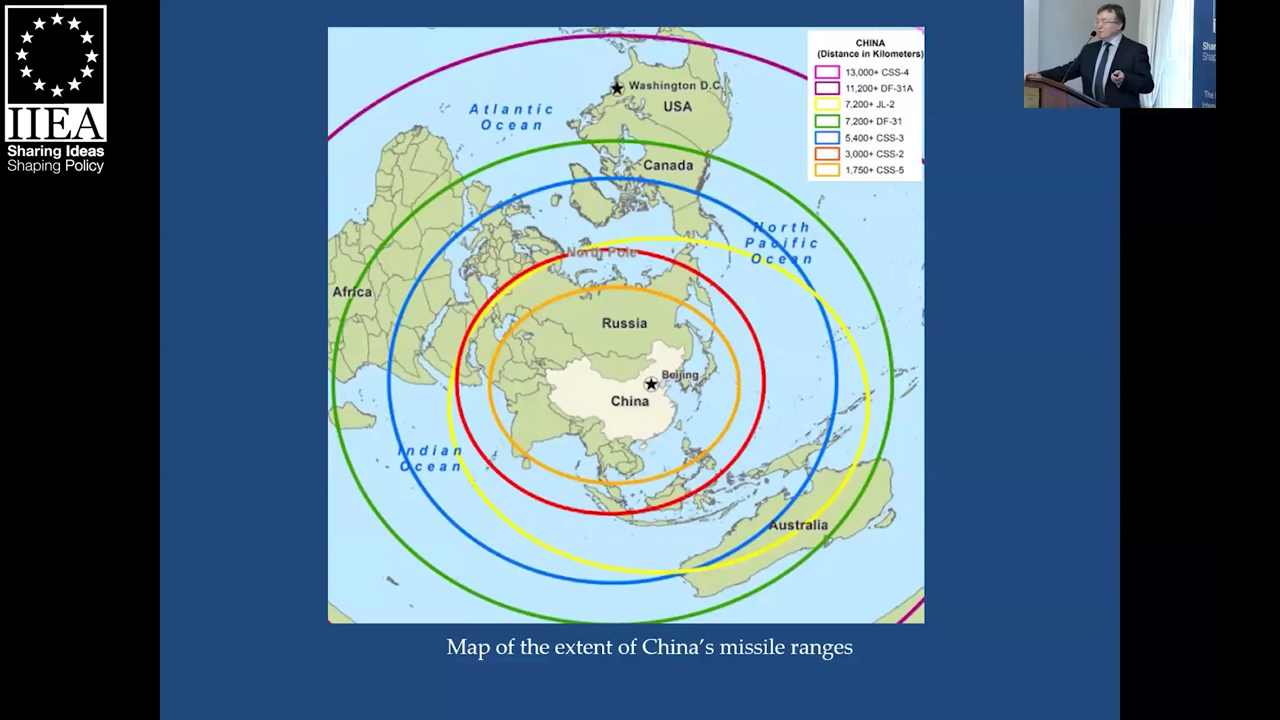 IIEA
Sharing Ideas
Shaping Policy
CHINA
(Distance in Kilometers)
13,000+ CSS-4
11,200+ DF-31A
7,200+ JL-2
7,200+ DF-31
5,400+ CSS-3
3,000+ CSS-2
1,750+ CSS-5
Washington D.C.
USA
Atlantic
Ocean
Canada
North
Pacific
Ocean
North Pole
Africa
Russia
Beijing
China
Indian
Ocean
Australia
Map of the extent of China's missile ranges